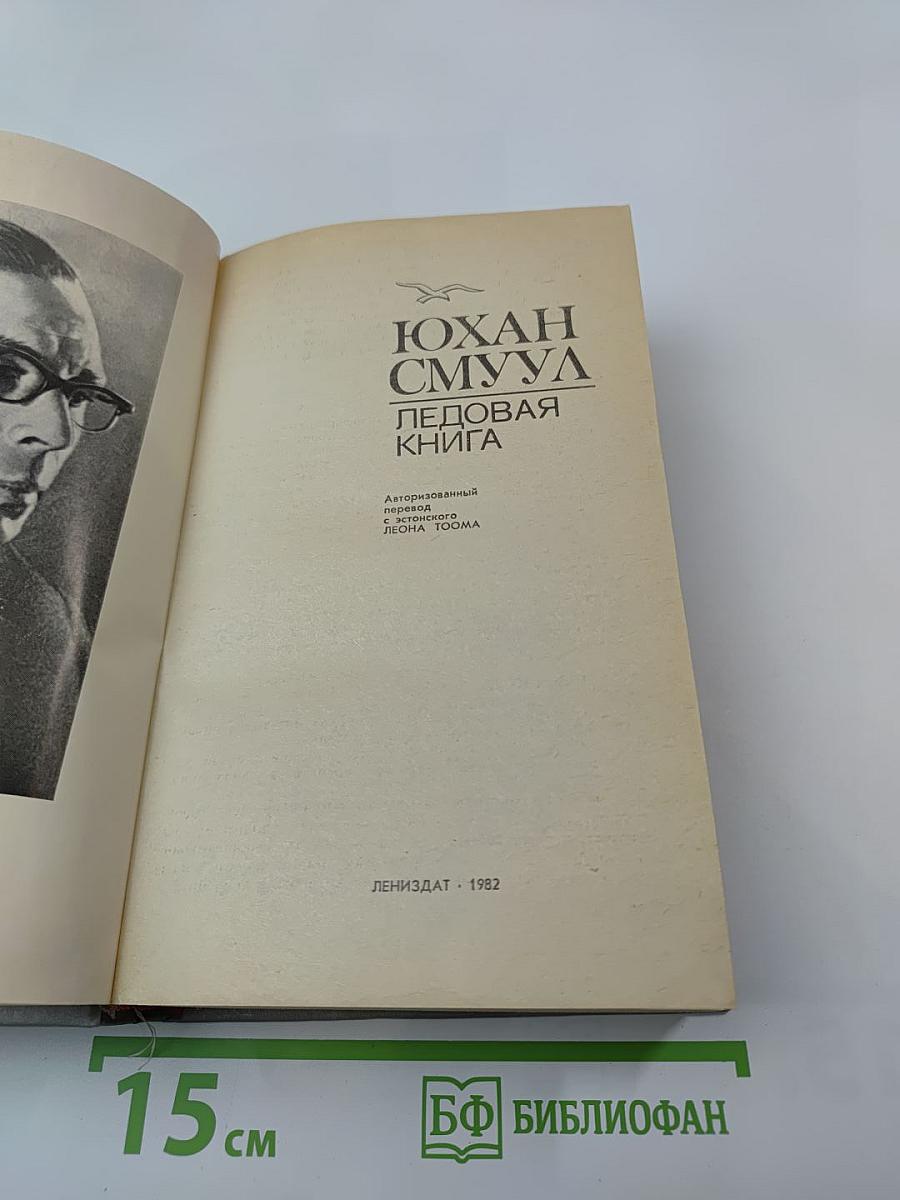 ЮХАН
СМУУЛ
ЛЕДОВАЯ
КНИГА
Авторизованный
перевод
с эстонского
ЛЕОНА ТООМА
ЛЕНИЗДАТ · 1982
15 см
БФ БИБЛИОФАН